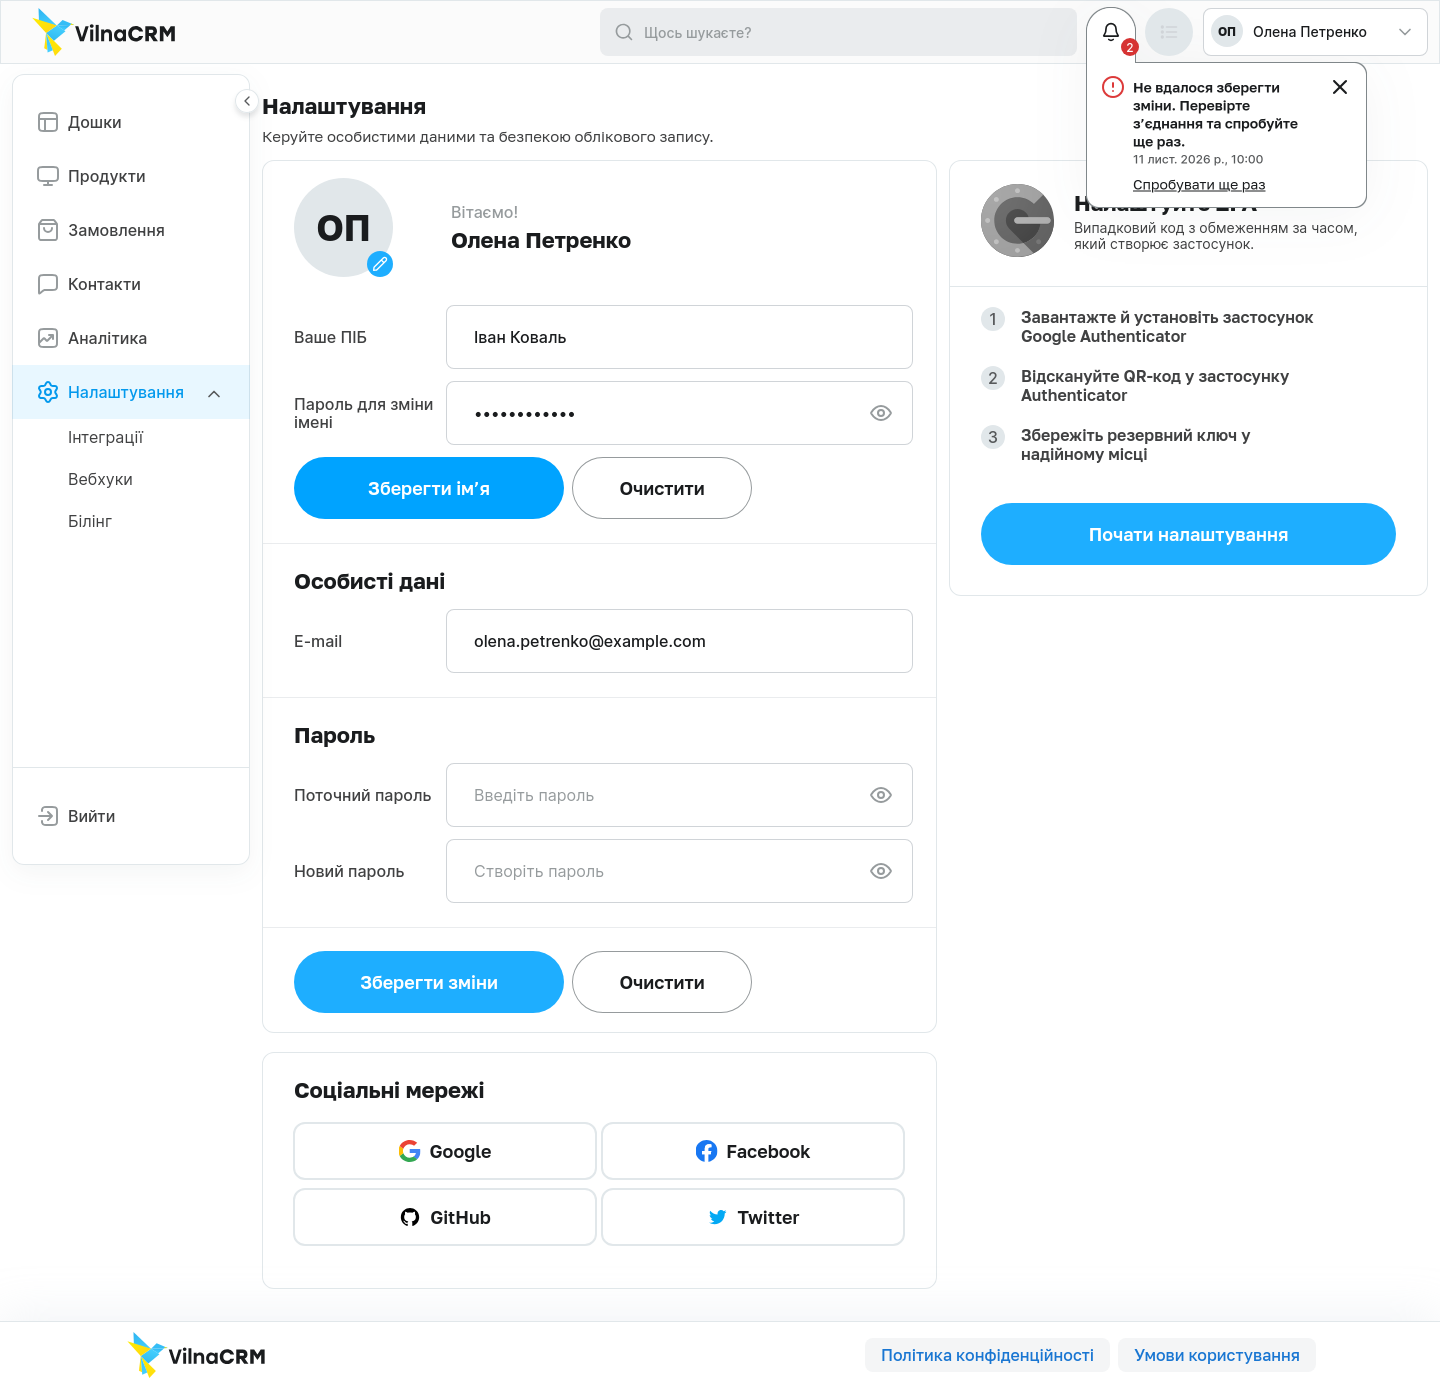 VilnaCRM
Щось шукаєте?
2
ОП
Олена Петренко
Не вдалося зберегти
зміни. Перевірте
з’єднання та спробуйте
ще раз.
11 лист. 2026 р., 10:00
Спробувати ще раз
Дошки
Продукти
Замовлення
Контакти
Аналітика
Налаштування
Інтеграції
Вебхуки
Білінг
Вийти
Налаштування
Керуйте особистими даними та безпекою облікового запису.
ОП
Вітаємо!
Олена Петренко
Ваше ПІБ
Іван Коваль
Пароль для зміни
імені
••••••••••••
Зберегти ім’я
Очистити
Особисті дані
E-mail
olena.petrenko@example.com
Пароль
Поточний пароль
Введіть пароль
Новий пароль
Створіть пароль
Зберегти зміни
Очистити
Соціальні мережі
Google
Facebook
GitHub
Twitter
Випадковий код з обмеженням за часом,
який створює застосунок.
1
Завантажте й установіть застосунок
Google Authenticator
2
Відскануйте QR-код у застосунку
Authenticator
3
Збережіть резервний ключ у
надійному місці
Почати налаштування
VilnaCRM
Політика конфіденційності
Умови користування